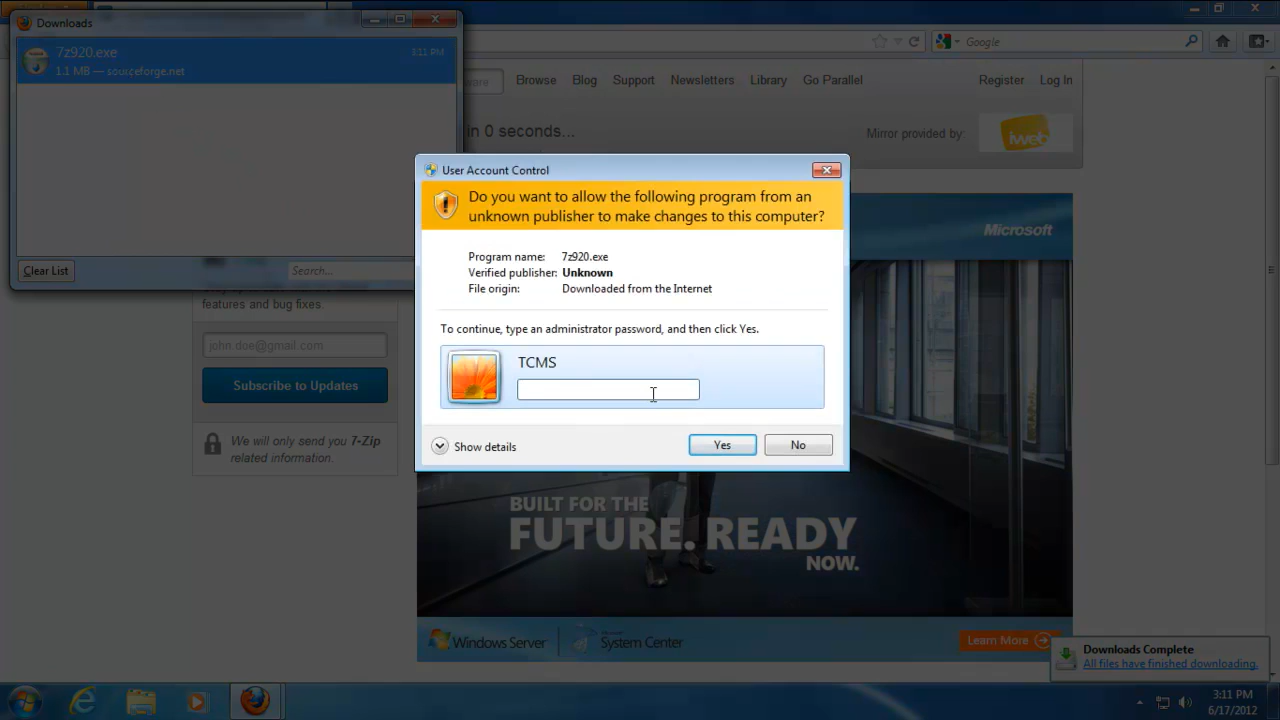 Downloads
7z920.exe
3:11 PM
1.1 MB — sourceforge.net
Clear List
Search...
Google
Browse
Blog
Support
Newsletters
Library
Go Parallel
Register
Log In
in 0 seconds...
Mirror provided by:
iweb
User Account Control
Do you want to allow the following program from an
unknown publisher to make changes to this computer?
Program name: 7z920.exe
Verified publisher: Unknown
File origin: Downloaded from the Internet
To continue, type an administrator password, and then click Yes.
TCMS
Show details
Yes
No
features and bug fixes.
john.doe@gmail.com
Subscribe to Updates
We will only send you 7-Zip
related information.
Microsoft
BUILT FOR THE
FUTURE. READY
NOW.
Windows Server
System Center
Learn More
Downloads Complete
All files have finished downloading.
3:11 PM
6/17/2012